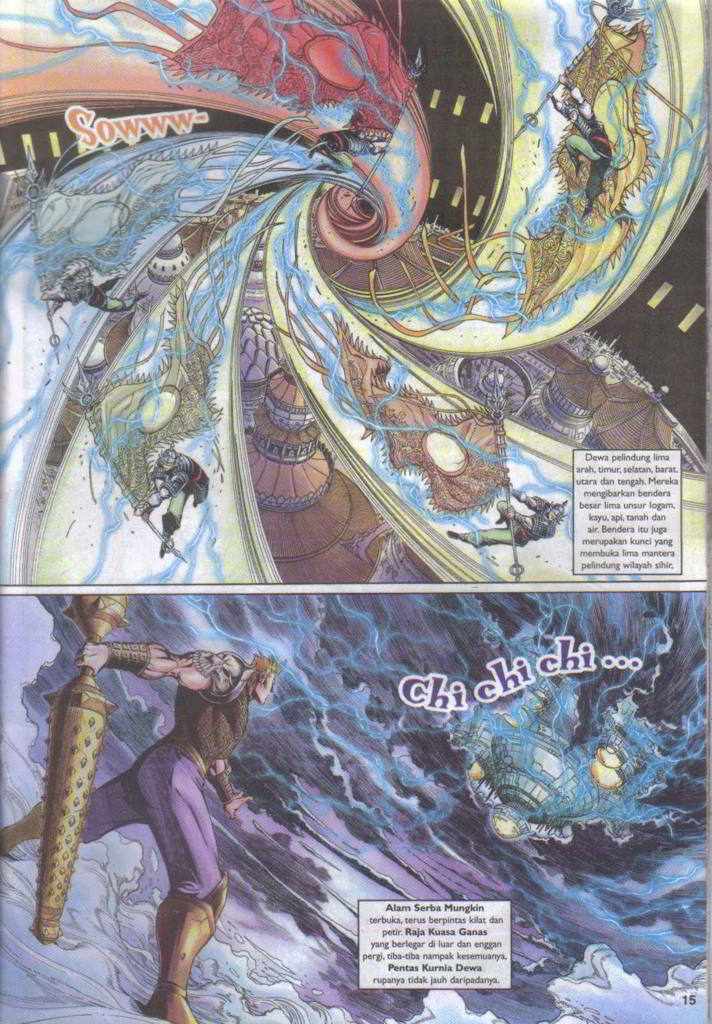 Sowww-
Dewa pelindung lima
arah, timur, selatan, barat,
utara dan tengah. Mereka
mengibarkan bendera
besar lima unsur logam,
kayu, api, tanah dan
air. Bendera itu juga
merupakan kunci yang
membuka lima mantera
pelindung wilayah sihir.
Chi chi chi ...
Alam Serba Mungkin
terbuka, terus berpintas kilat dan
petir. Raja Kuasa Ganas
yang berlegar di luar dan enggan
pergi, tiba-tiba nampak kesemuanya,
Pentas Kurnia Dewa
rupanya tidak jauh daripadanya.
15